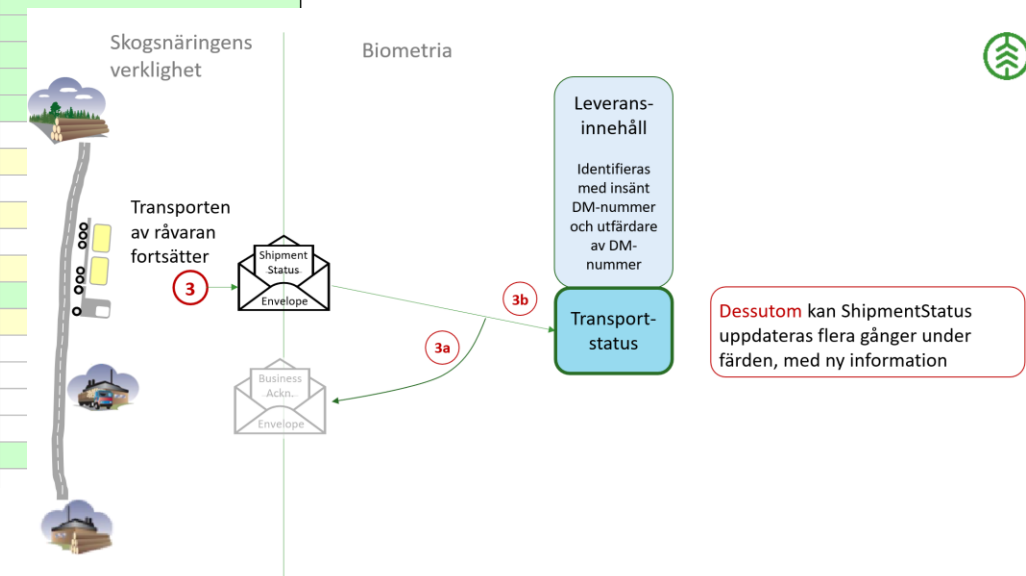 Skogsnäringens
verklighet
Biometria
Leverans-
innehåll
Identifieras
med insänt
DM-nummer
och utfärdare
av DM-
nummer
Transporten
av råvaran
fortsätter
3
Shipment
Status
Envelope
3b
3a
Transport-
status
Dessutom kan ShipmentStatus
uppdateras flera gånger under
färden, med ny information
Business
Ackn.
Envelope